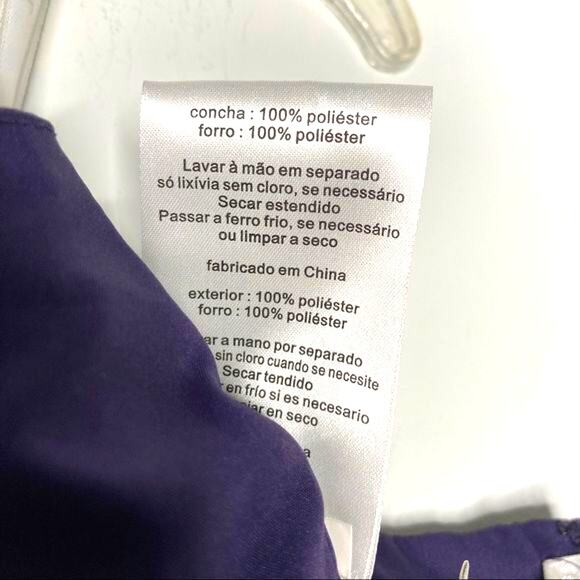 concha : 100% poliéster
forro : 100% poliéster
Lavar à mão em separado
só lixívia sem cloro, se necessário
Secar estendido
Passar a ferro frio, se necessário
ou limpar a seco
fabricado em China
exterior : 100% poliéster
forro : 100% poliéster
a mano por separado
sin cloro cuando se necesite
Secar tendido
en frío si es necesario
en seco